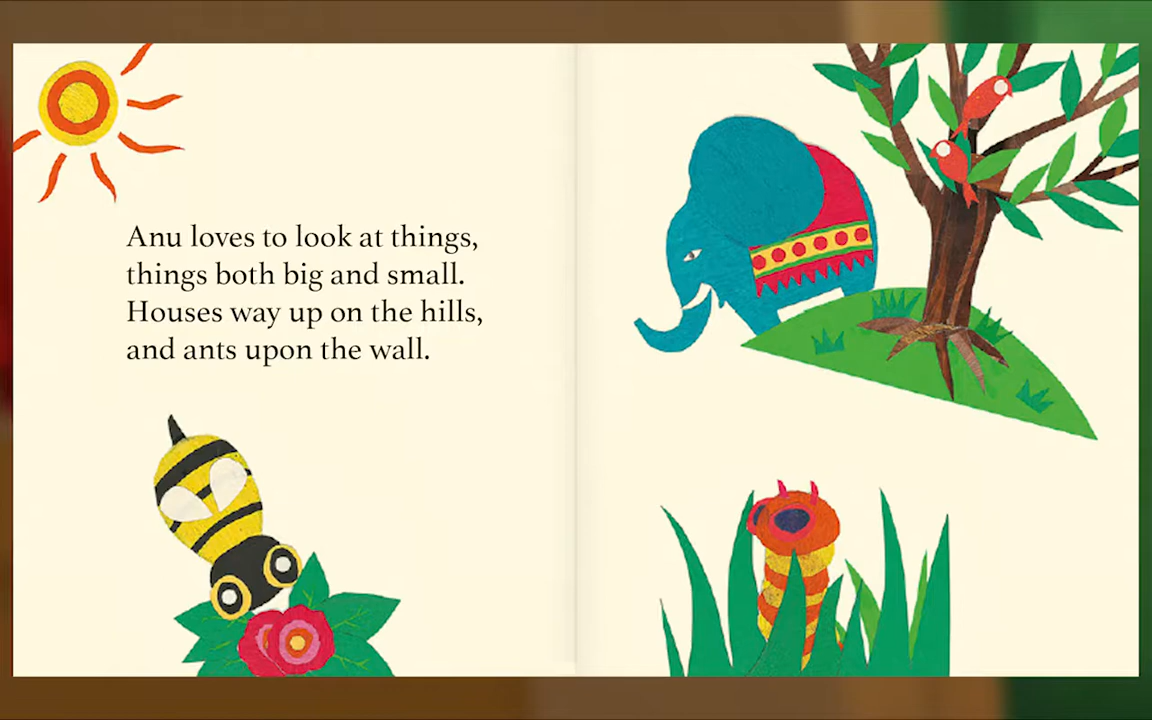 Anu loves to look at things,
things both big and small.
Houses way up on the hills,
and ants upon the wall.